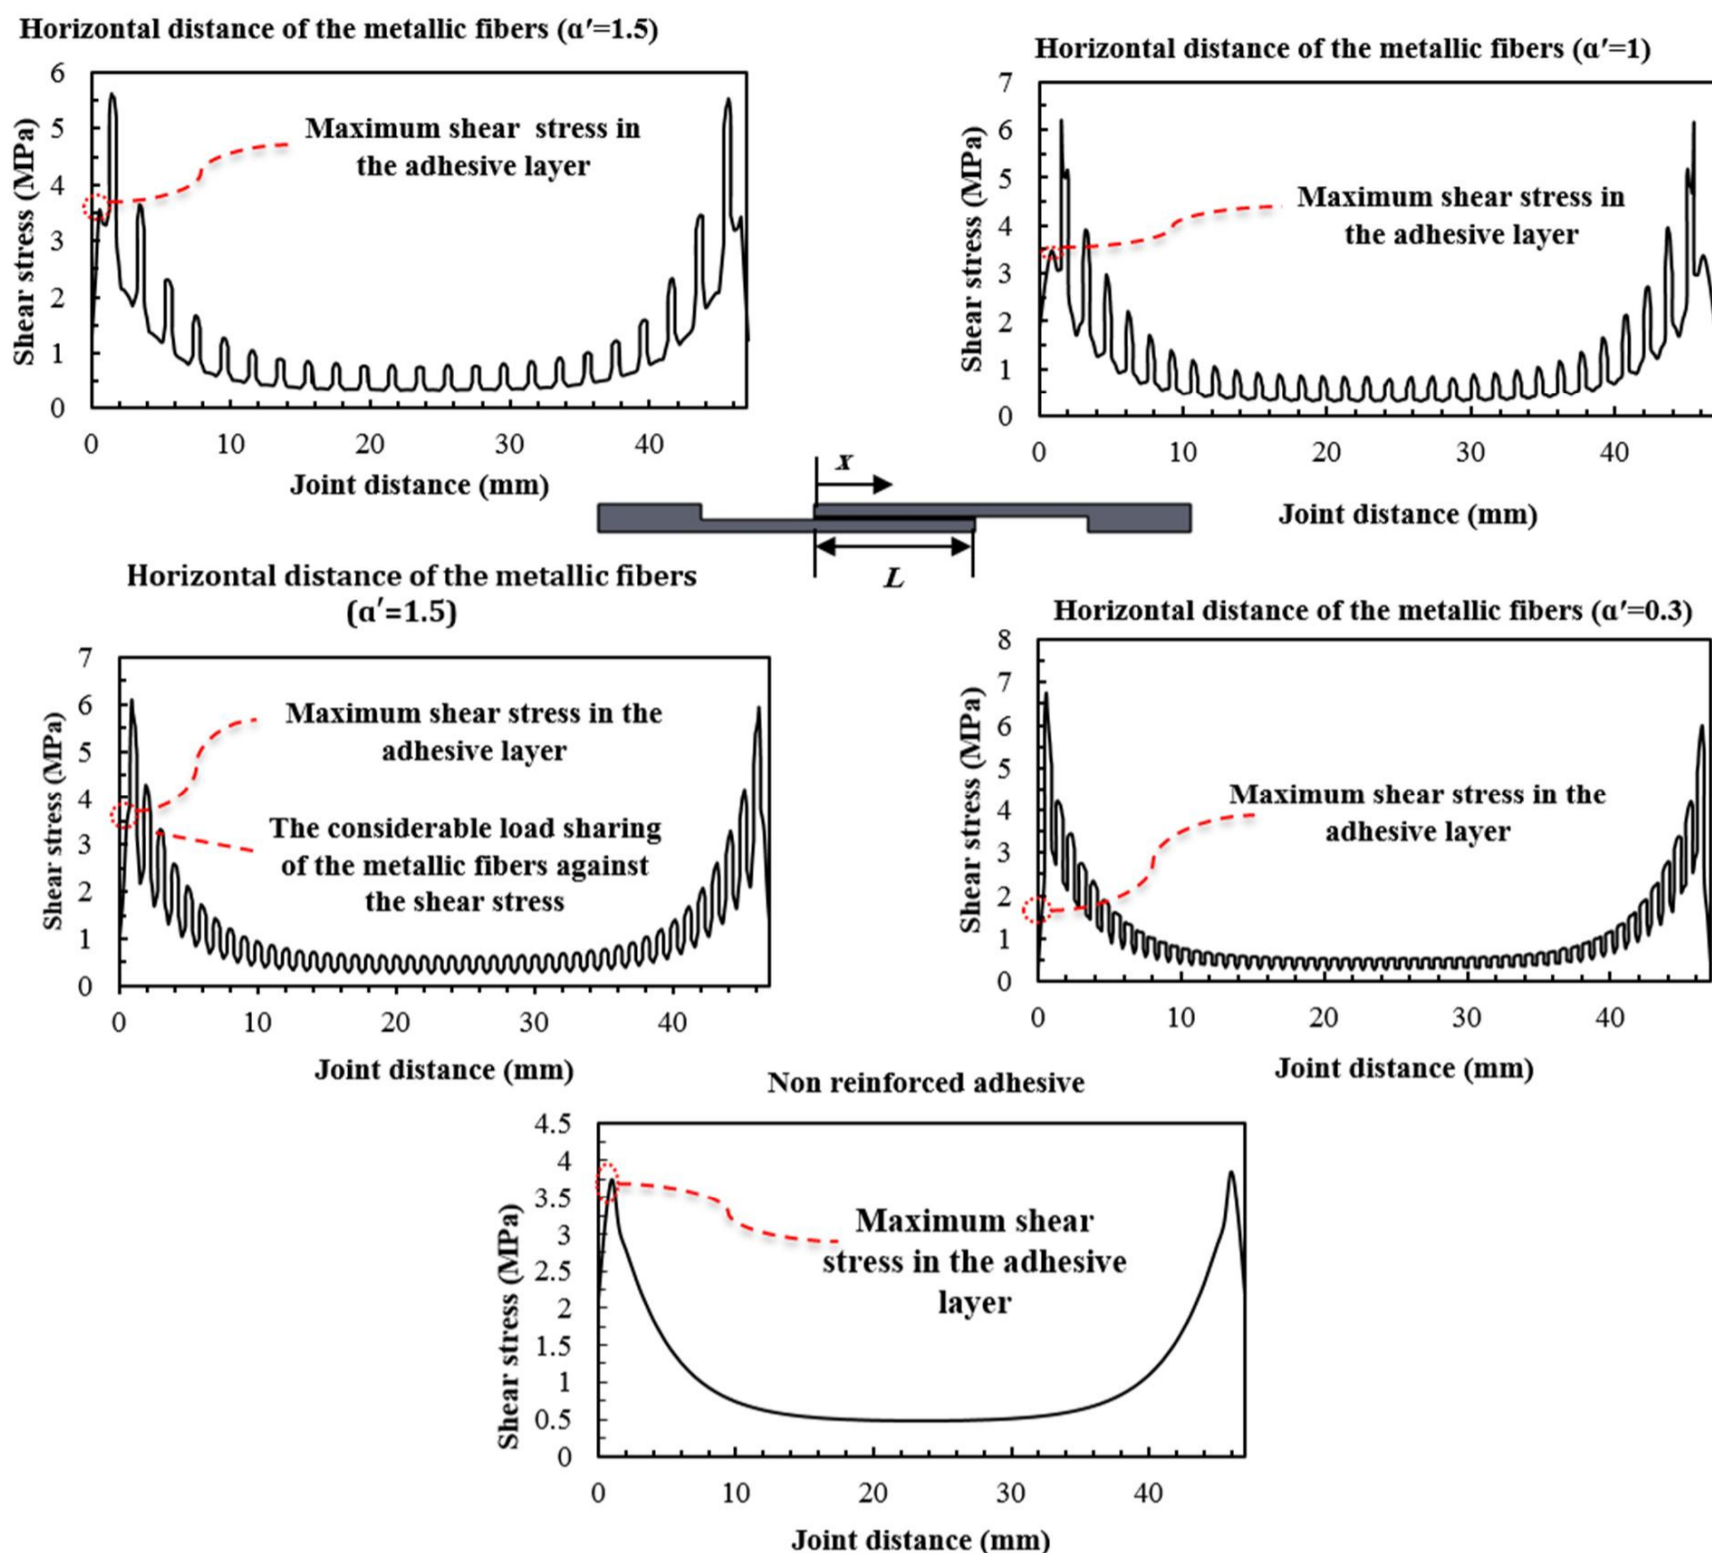 Horizontal distance of the metallic fibers (α′=1.5)
Shear stress (MPa)
6
5
4
3
2
1
0
Maximum shear stress in
the adhesive layer
0 10 20 30 40
Joint distance (mm)
Horizontal distance of the metallic fibers (α′=1)
Shear stress (MPa)
7
6
5
4
3
2
1
0
Maximum shear stress in
the adhesive layer
0 10 20 30 40
Joint distance (mm)
x
L
Horizontal distance of the metallic fibers
(α′=1.5)
Shear stress (MPa)
7
6
5
4
3
2
1
0
Maximum shear stress in the
adhesive layer
The considerable load sharing
of the metallic fibers against
the shear stress
0 10 20 30 40
Joint distance (mm)
Horizontal distance of the metallic fibers (α′=0.3)
Shear stress (MPa)
8
7
6
5
4
3
2
1
0
Maximum shear stress in the
adhesive layer
0 10 20 30 40
Joint distance (mm)
Non reinforced adhesive
Shear stress (MPa)
4.5
4
3.5
3
2.5
2
1.5
1
0.5
0
Maximum shear
stress in the adhesive
layer
0 10 20 30 40
Joint distance (mm)